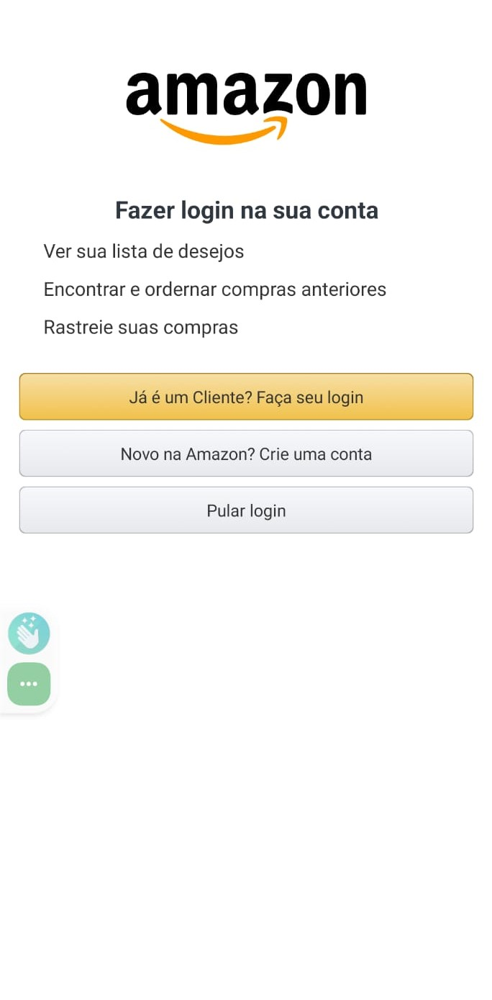 amazon
Fazer login na sua conta
Ver sua lista de desejos
Encontrar e ordernar compras anteriores
Rastreie suas compras
Já é um Cliente? Faça seu login
Novo na Amazon? Crie uma conta
Pular login